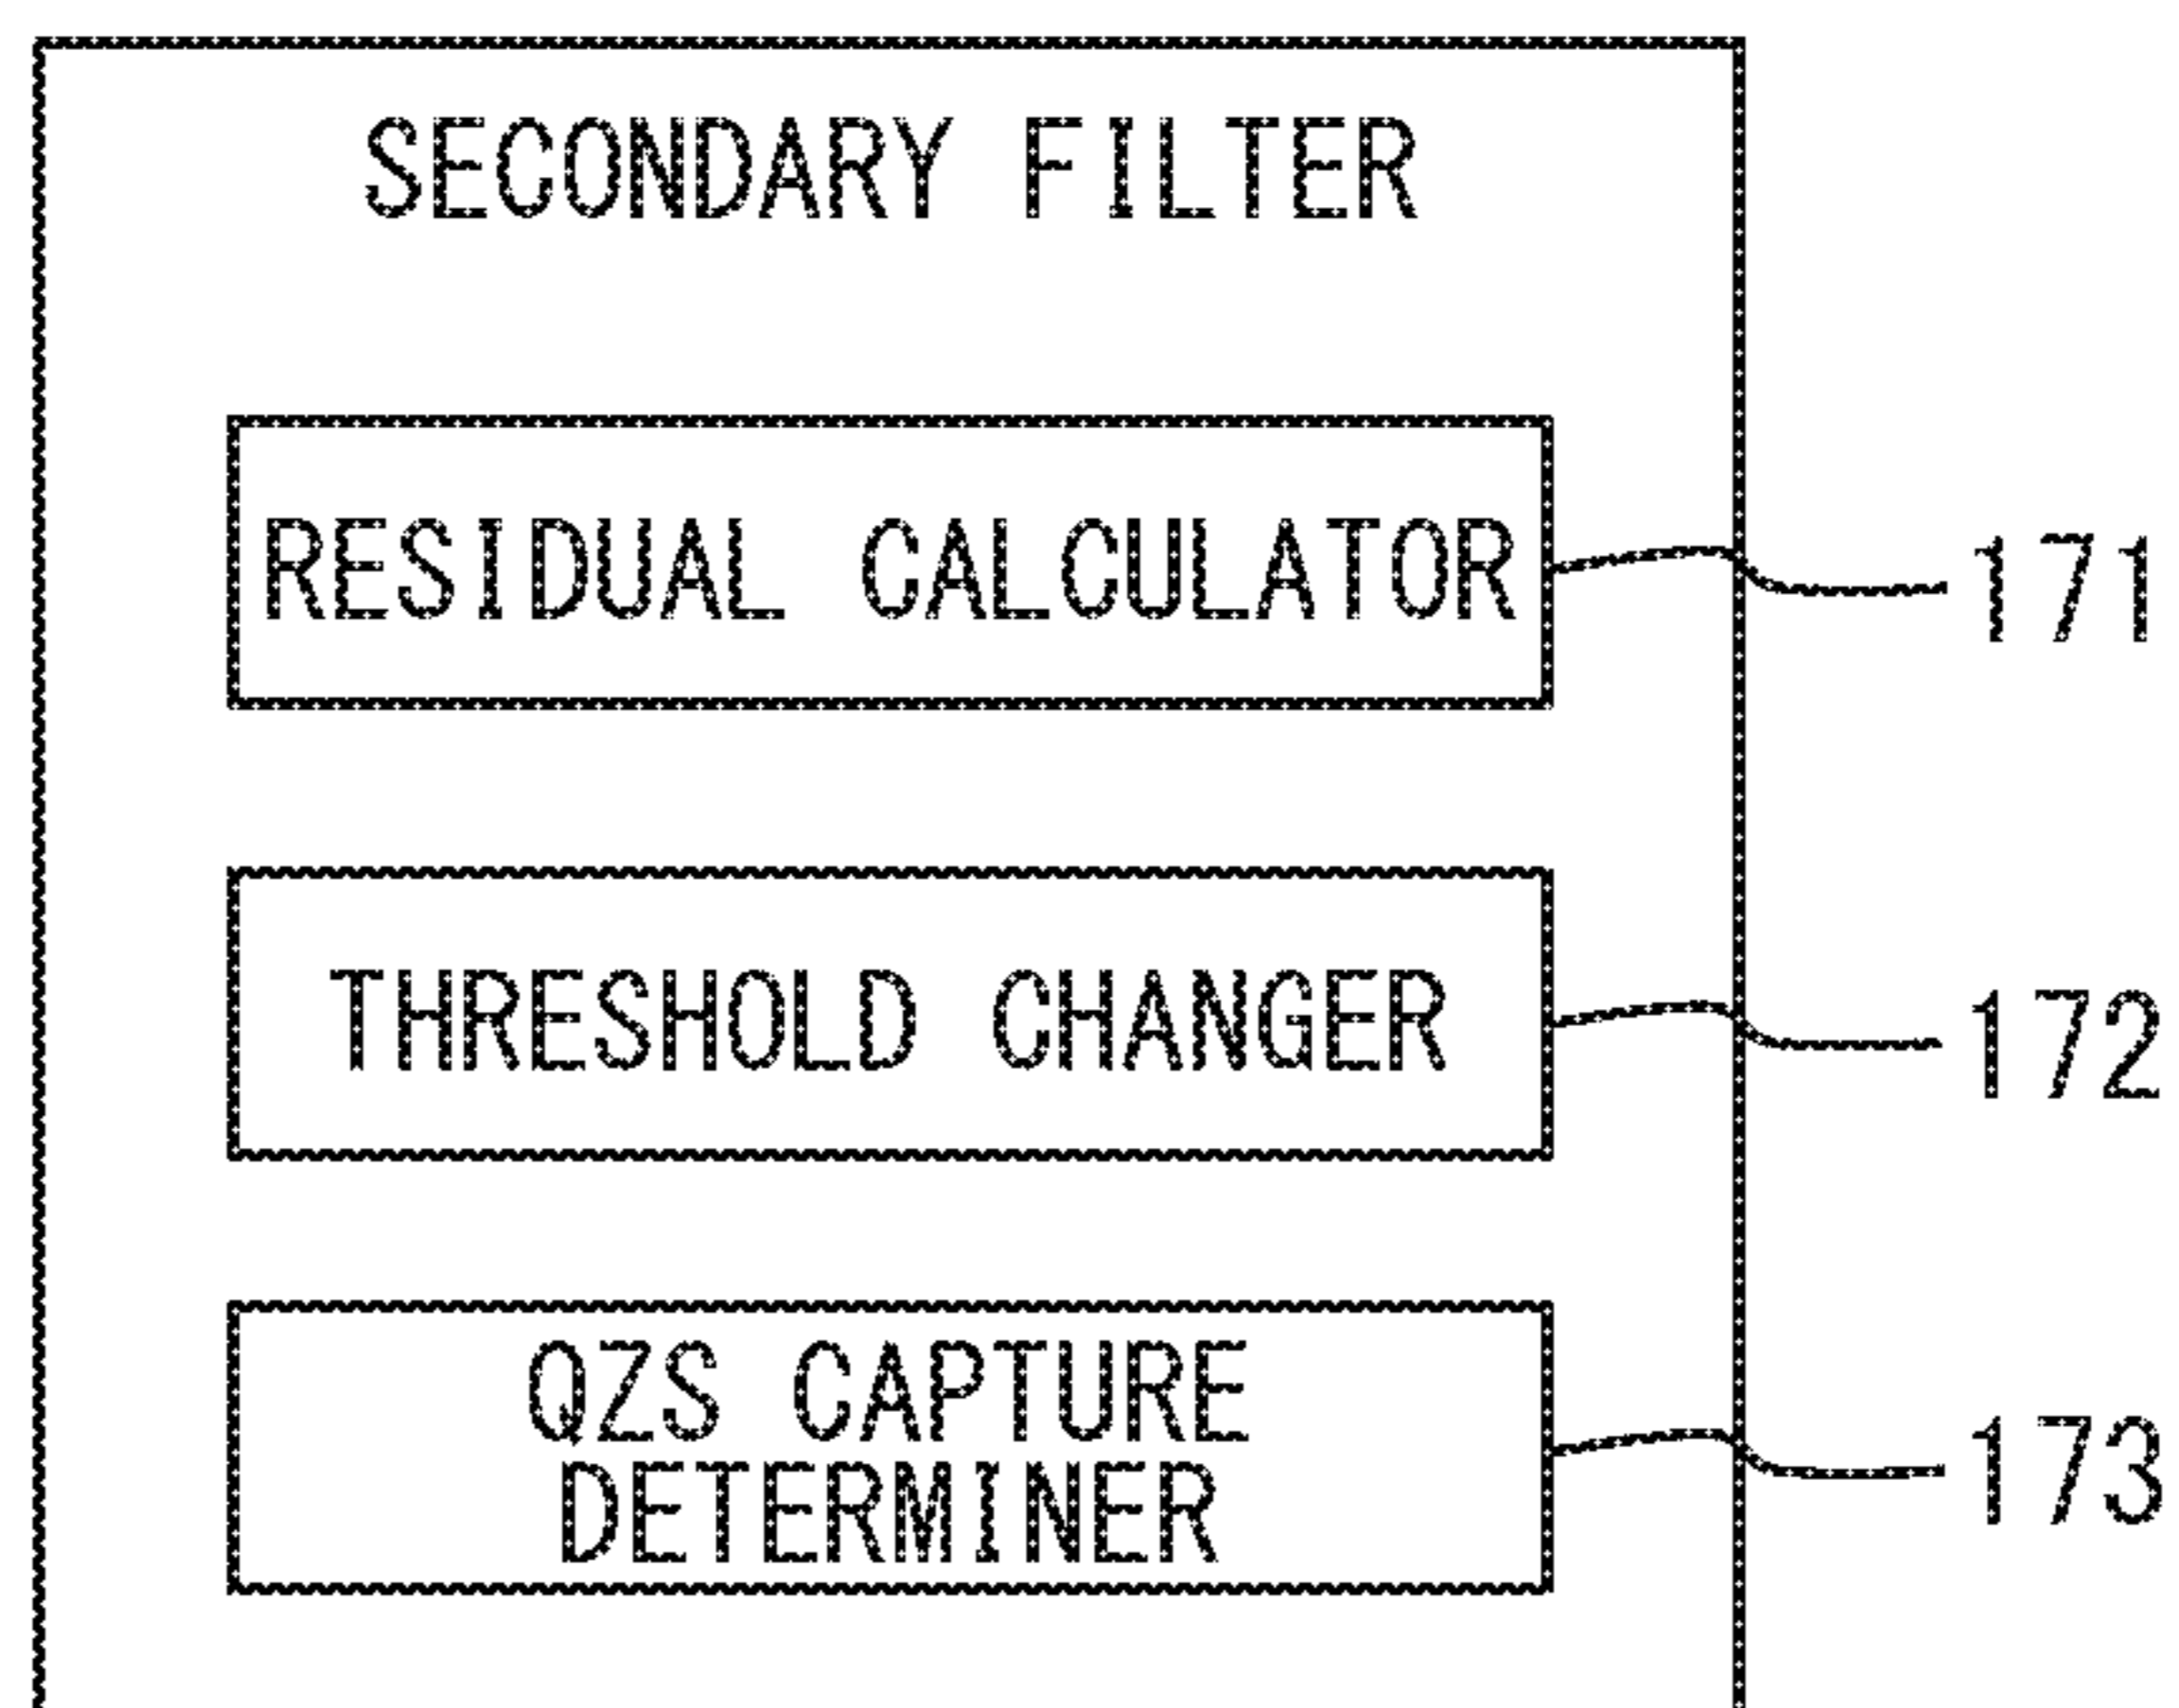 SECONDARY FILTER
RESIDUAL CALCULATOR
171
THRESHOLD CHANGER
172
QZS CAPTURE
DETERMINER
173